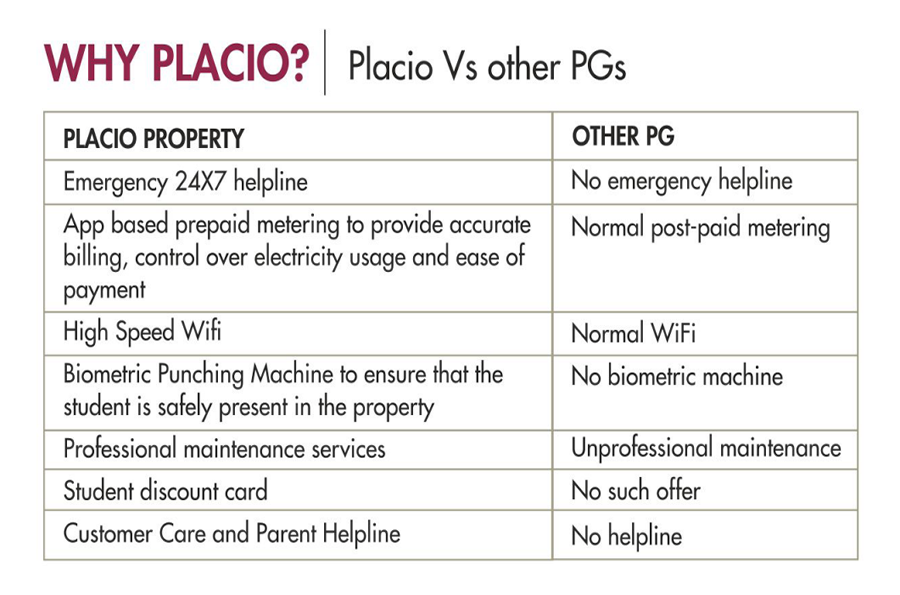 WHY PLACIO? Placio Vs other PGs
PLACIO PROPERTY OTHER PG
Emergency 24X7 helpline No emergency helpline
App based prepaid metering to provide accurate
billing, control over electricity usage and ease of
payment
Normal post-paid metering
High Speed Wifi Normal WiFi
Biometric Punching Machine to ensure that the
student is safely present in the property
No biometric machine
Professional maintenance services Unprofessional maintenance
Student discount card No such offer
Customer Care and Parent Helpline No helpline